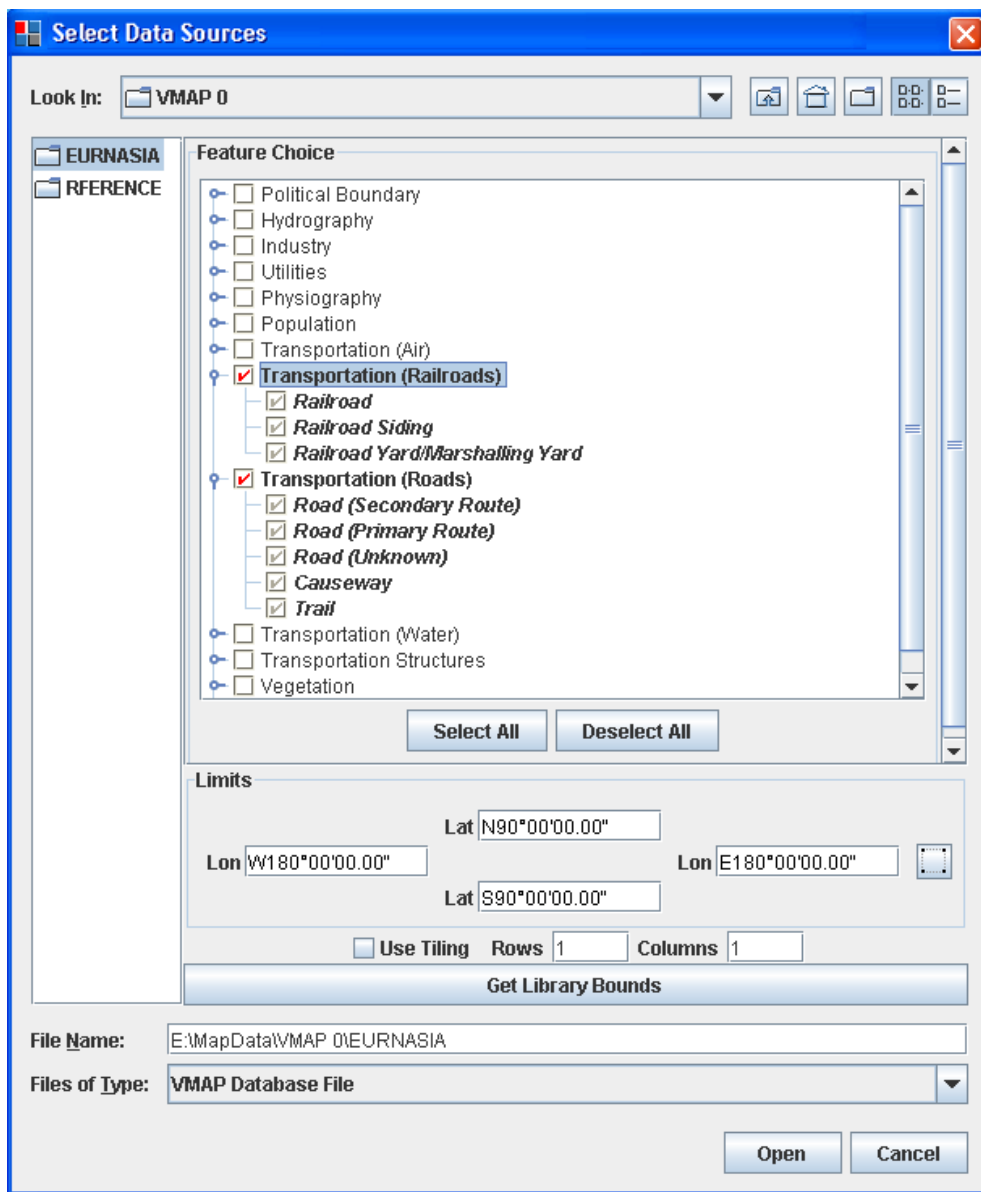 Select Data Sources
Look In: VMAP 0
EURNASIA
RFERENCE
Feature Choice
Political Boundary
Hydrography
Industry
Utilities
Physiography
Population
Transportation (Air)
Transportation (Railroads)
Railroad
Railroad Siding
Railroad Yard/Marshalling Yard
Transportation (Roads)
Road (Secondary Route)
Road (Primary Route)
Road (Unknown)
Causeway
Trail
Transportation (Water)
Transportation Structures
Vegetation
Select All Deselect All
Limits
Lat N90°00'00.00"
Lon W180°00'00.00" Lon E180°00'00.00"
Lat S90°00'00.00"
Use Tiling Rows 1 Columns 1
Get Library Bounds
File Name: E:\MapData\VMAP 0\EURNASIA
Files of Type: VMAP Database File
Open Cancel